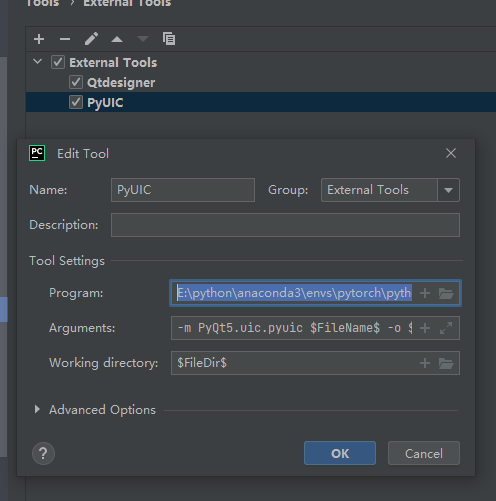 Tools › External Tools
External Tools
Qtdesigner
PyUIC
PC Edit Tool
Name: PyUIC Group: External Tools
Description:
Tool Settings
Program: E:\python\anaconda3\envs\pytorch\pyth
Arguments: -m PyQt5.uic.pyuic $FileName$ -o $
Working directory: $FileDir$
Advanced Options
? OK Cancel